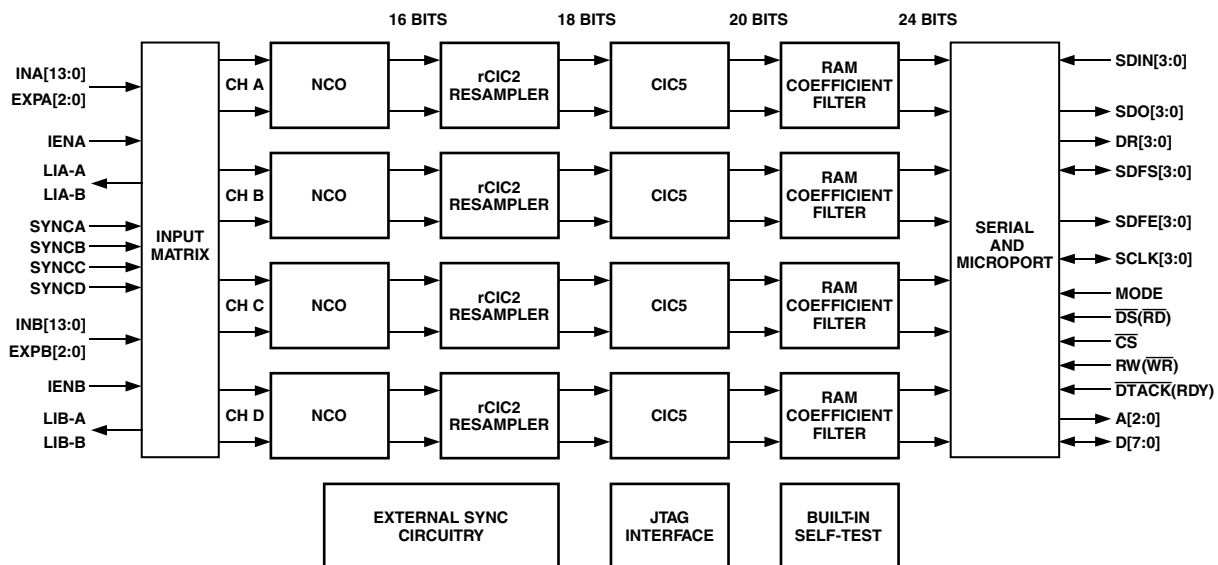 16 BITS
18 BITS
20 BITS
24 BITS
INA[13:0]
EXPA[2:0]
IENA
LIA-A
LIA-B
SYNCA
SYNCB
SYNCC
SYNCD
INB[13:0]
EXPB[2:0]
IENB
LIB-A
LIB-B
INPUT
MATRIX
CH A
NCO
rCIC2
RESAMPLER
CIC5
RAM
COEFFICIENT
FILTER
CH B
NCO
rCIC2
RESAMPLER
CIC5
RAM
COEFFICIENT
FILTER
CH C
NCO
rCIC2
RESAMPLER
CIC5
RAM
COEFFICIENT
FILTER
CH D
NCO
rCIC2
RESAMPLER
CIC5
RAM
COEFFICIENT
FILTER
SERIAL
AND
MICROPORT
SDIN[3:0]
SDO[3:0]
DR[3:0]
SDFS[3:0]
SDFE[3:0]
SCLK[3:0]
MODE
D̅S̅(R̅D̅)
C̅S̅
RW(W̅R̅)
D̅T̅A̅C̅K̅(RDY)
A[2:0]
D[7:0]
EXTERNAL SYNC
CIRCUITRY
JTAG
INTERFACE
BUILT-IN
SELF-TEST